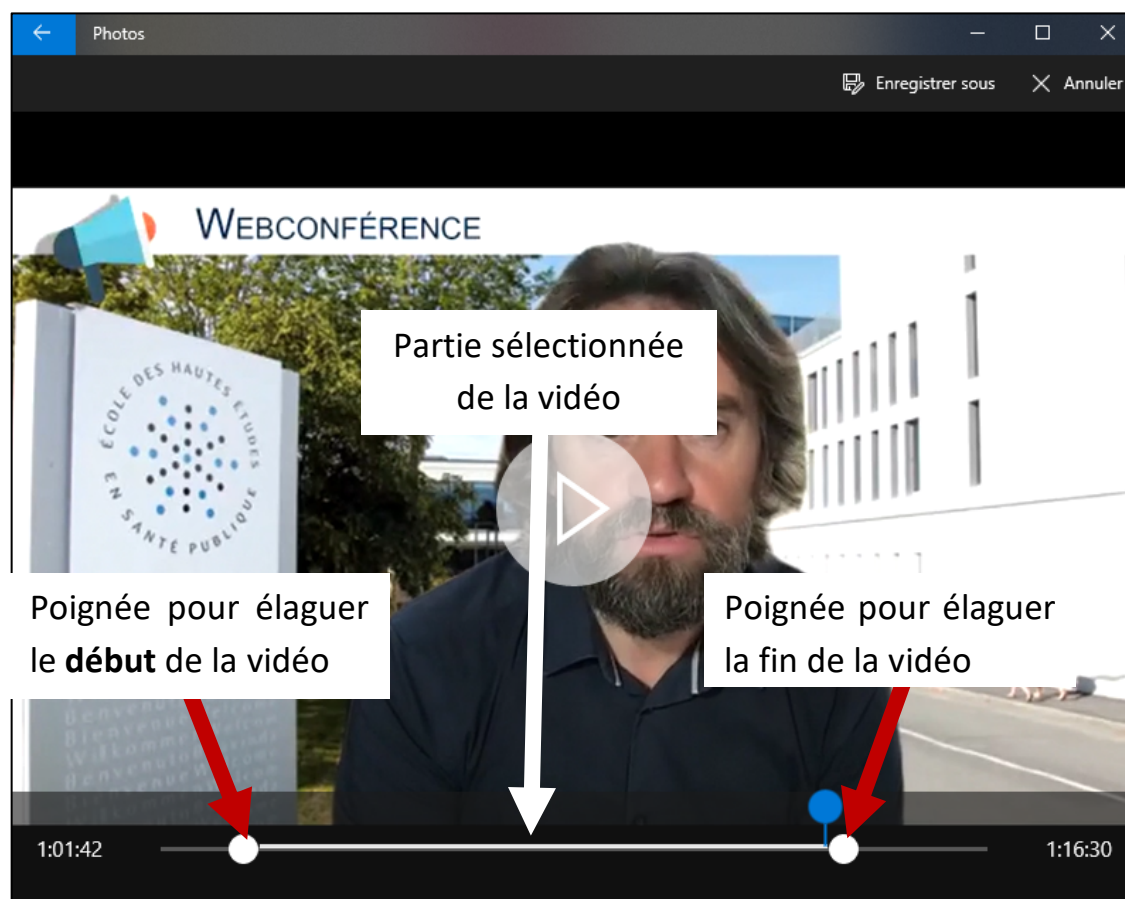 Photos
Enregistrer sous
Annuler
WEBCONFÉRENCE
Partie sélectionnée
de la vidéo
ÉCOLE DES HAUTES ÉTUDES
EN SANTÉ PUBLIQUE
Poignée pour élaguer
le début de la vidéo
Poignée pour élaguer
la fin de la vidéo
1:01:42
1:16:30